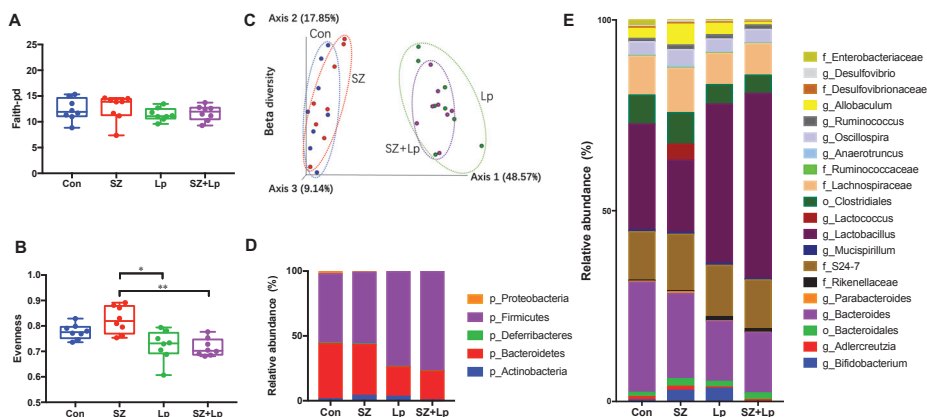 A
Faith-pd
25
20
15
10
5
0
Con
SZ
Lp
SZ+Lp
B
Evenness
1.0
0.9
0.8
0.7
0.6
0.5
*
**
Con
SZ
Lp
SZ+Lp
C
Beta diversity
Axis 2 (17.85%)
Con
SZ
Lp
SZ+Lp
Axis 3 (9.14%)
Axis 1 (48.57%)
D
Relative abundance (%)
100
50
0
Con
SZ
Lp
SZ+Lp
p_Proteobacteria
p_Firmicutes
p_Deferribacteres
p_Bacteroidetes
p_Actinobacteria
E
Relative abundance (%)
100
50
0
Con
SZ
Lp
SZ+Lp
f_Enterobacteriaceae
g_Desulfovibrio
f_Desulfovibrionaceae
g_Allobaculum
g_Ruminococcus
g_Oscillospira
g_Anaerotruncus
f_Ruminoccaceae
f_Lachnospiraceae
o_Clostridiales
g_Lactococcus
g_Lactobacillus
g_Mucispirillum
f_S24-7
f_Rikenellaceae
g_Parabacteroides
g_Bacteroides
o_Bacteroidales
g_Adlercreutzia
g_Bifidobacterium